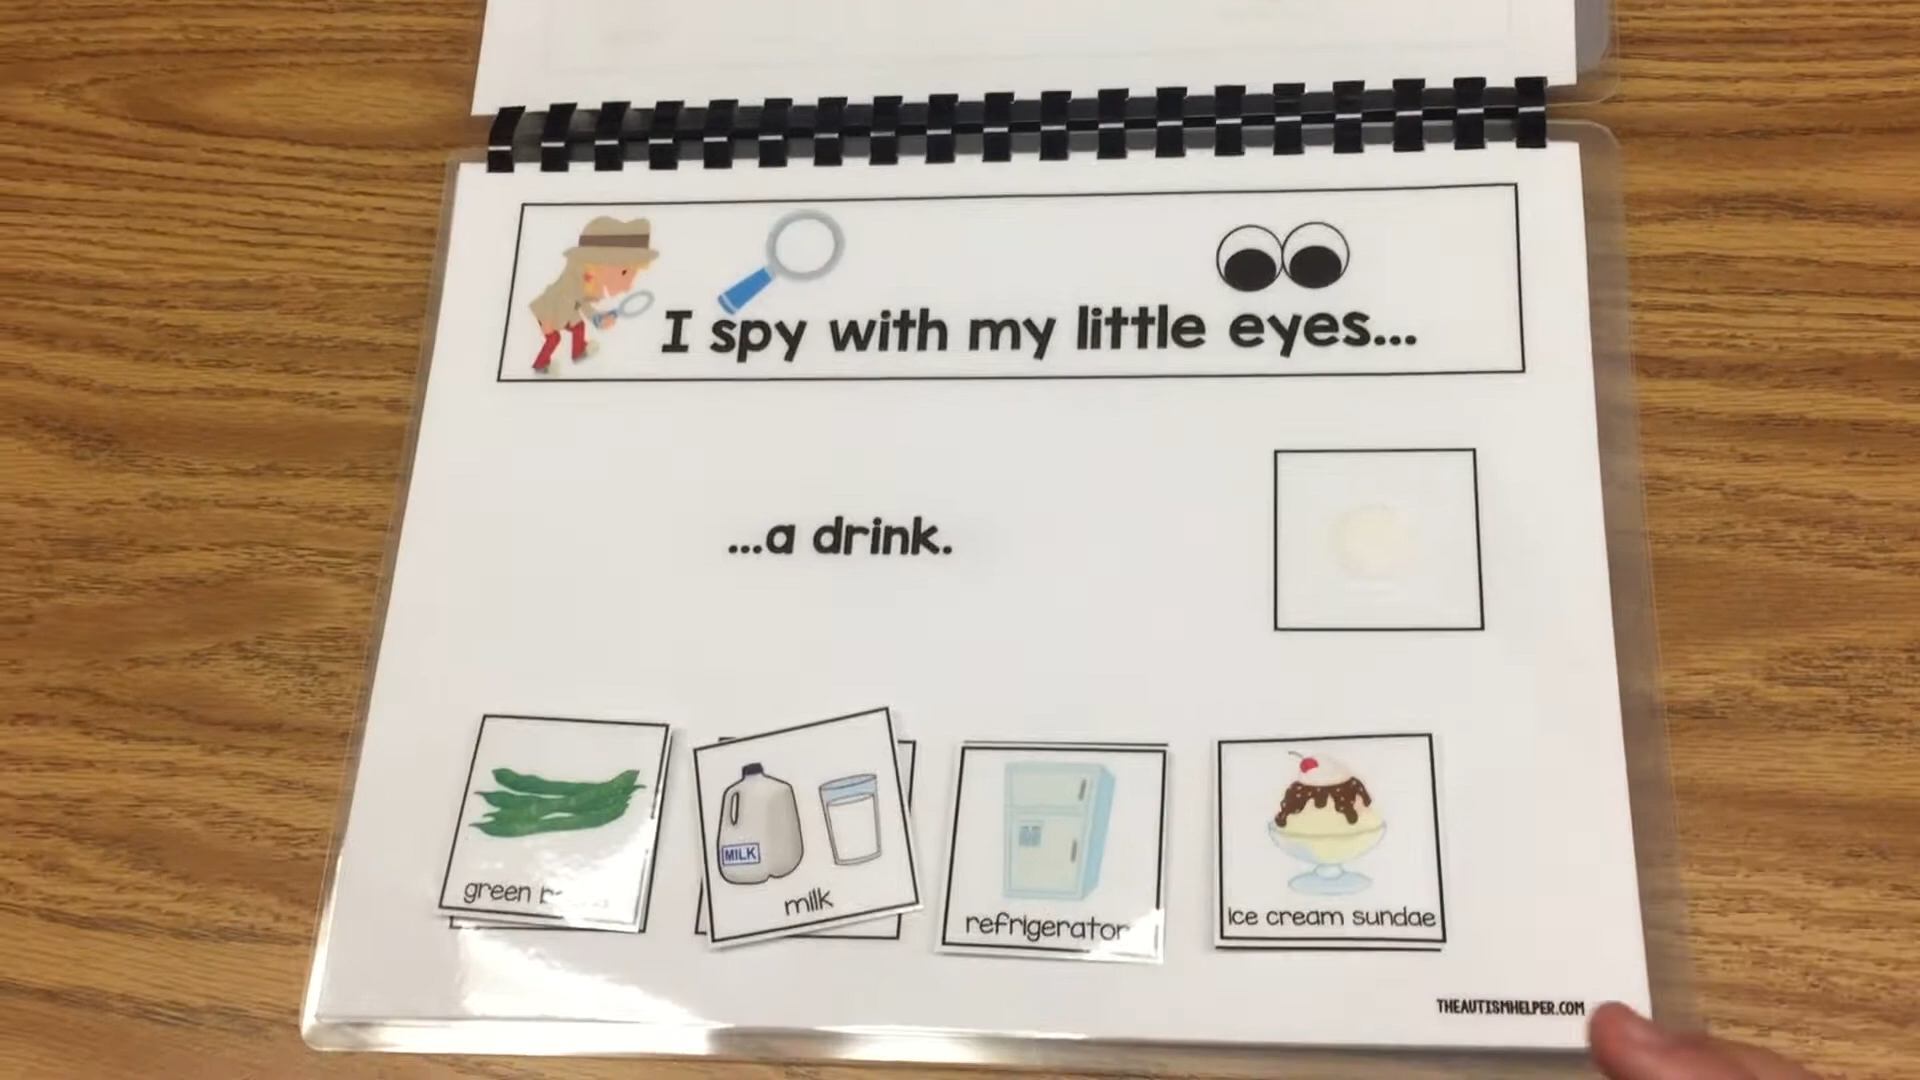 I spy with my little eyes...
...a drink.
MILK
green
milk
refrigerator
ice cream sundae
THEAUTISMHELPER.COM